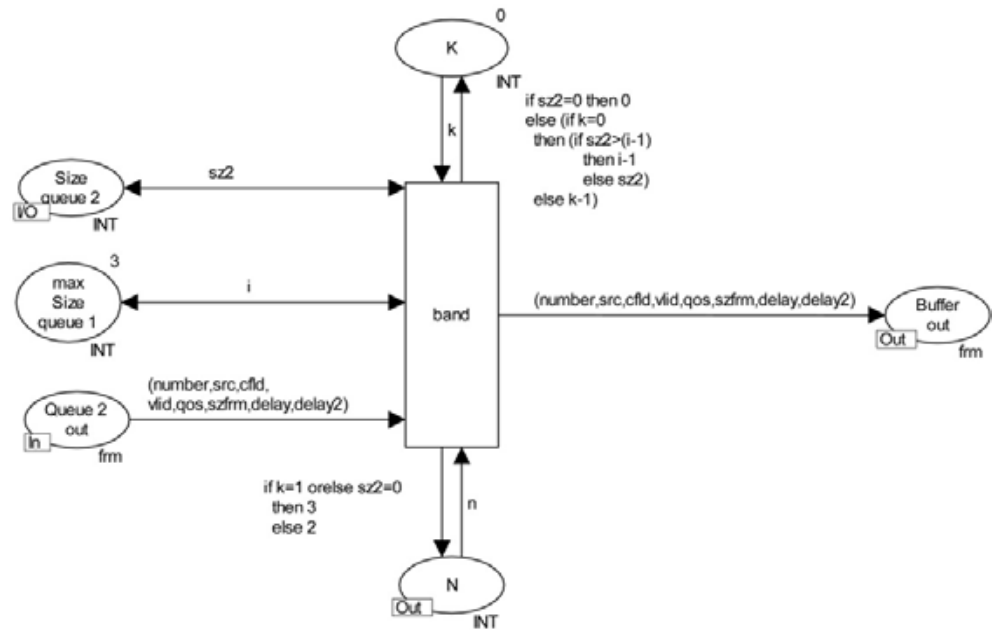 0
K
INT
k
if sz2=0 then 0
else (if k=0
then (if sz2>(i-1)
then i-1
else sz2)
else k-1)
Size
queue 2
I/O
INT
sz2
3
max
Size
queue 1
INT
i
band
(number,src,cfId,vlid,qos,szfrm,delay,delay2)
Buffer
out
Out
frm
(number,src,cfId,
vlid,qos,szfrm,delay,delay2)
Queue 2
out
In
frm
if k=1 orelse sz2=0
then 3
else 2
n
N
Out
INT